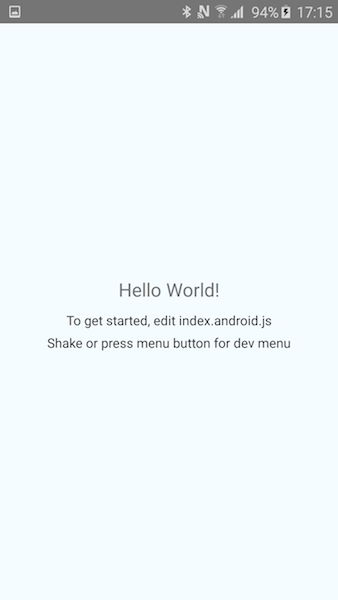 94% 17:15
Hello World!
To get started, edit index.android.js
Shake or press menu button for dev menu